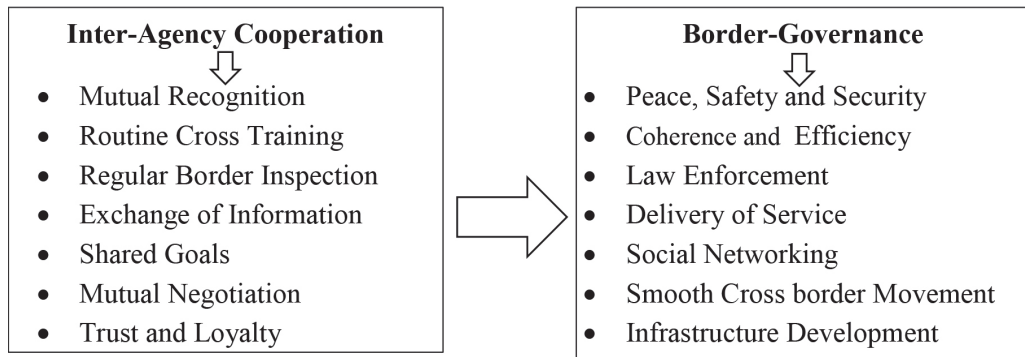 Inter-Agency Cooperation
• Mutual Recognition
• Routine Cross Training
• Regular Border Inspection
• Exchange of Information
• Shared Goals
• Mutual Negotiation
• Trust and Loyalty
Border-Governance
• Peace, Safety and Security
• Coherence and Efficiency
• Law Enforcement
• Delivery of Service
• Social Networking
• Smooth Cross border Movement
• Infrastructure Development